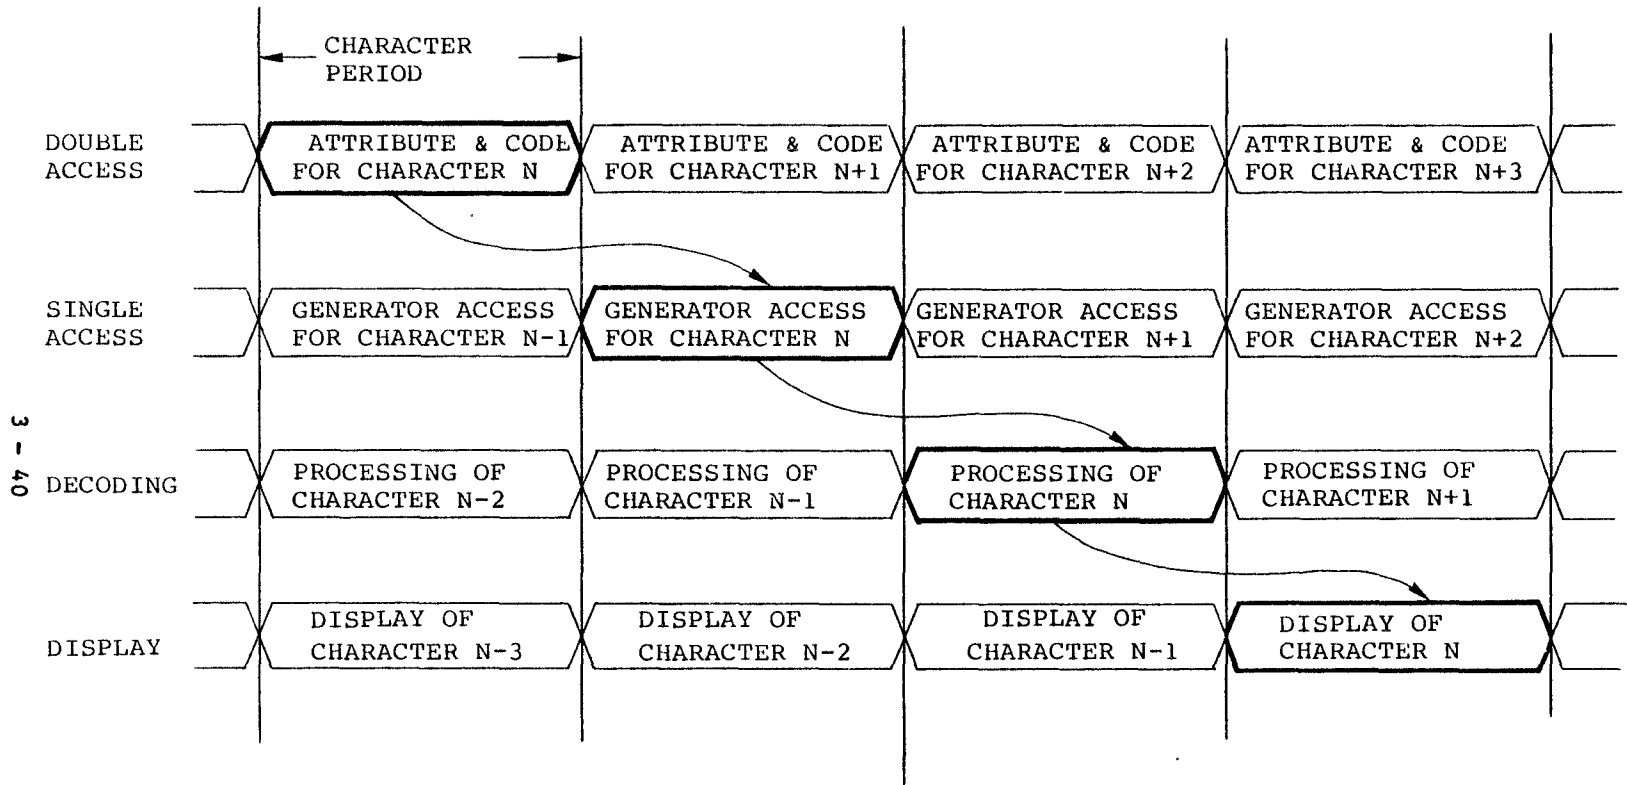 CHARACTER
PERIOD
DOUBLE
ACCESS
ATTRIBUTE & CODE
FOR CHARACTER N
ATTRIBUTE & CODE
FOR CHARACTER N+1
ATTRIBUTE & CODE
FOR CHARACTER N+2
ATTRIBUTE & CODE
FOR CHARACTER N+3
SINGLE
ACCESS
GENERATOR ACCESS
FOR CHARACTER N-1
GENERATOR ACCESS
FOR CHARACTER N
GENERATOR ACCESS
FOR CHARACTER N+1
GENERATOR ACCESS
FOR CHARACTER N+2
3 - 40
DECODING
PROCESSING OF
CHARACTER N-2
PROCESSING OF
CHARACTER N-1
PROCESSING OF
CHARACTER N
PROCESSING OF
CHARACTER N+1
DISPLAY
DISPLAY OF
CHARACTER N-3
DISPLAY OF
CHARACTER N-2
DISPLAY OF
CHARACTER N-1
DISPLAY OF
CHARACTER N